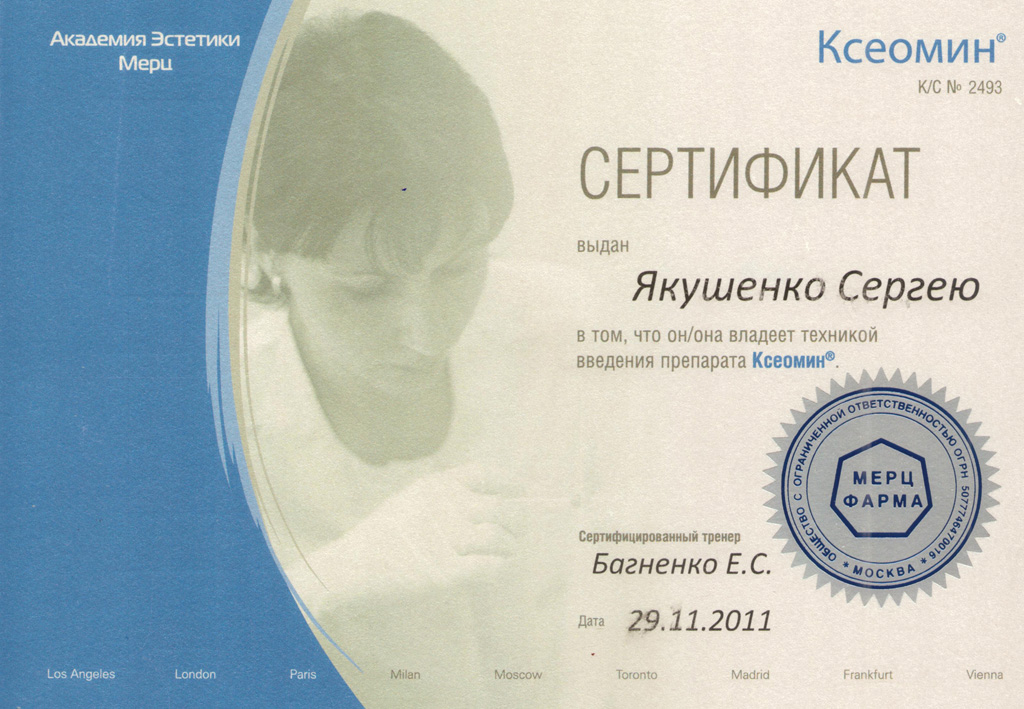 Академия Эстетики
Мерц
Ксеомин®
К/С № 2493
СЕРТИФИКАТ
выдан
Якушенко Сергею
в том, что он/она владеет техникой
введения препарата Ксеомин®.
ОБЩЕСТВО С ОГРАНИЧЕННОЙ ОТВЕТСТВЕННОСТЬЮ ОГРН 5077746470016
* МОСКВА *
МЕРЦ
ФАРМА
Сертифицированный тренер
Багненко Е.С.
Дата 29.11.2011
Los Angeles London Paris Milan Moscow Toronto Madrid Frankfurt Vienna